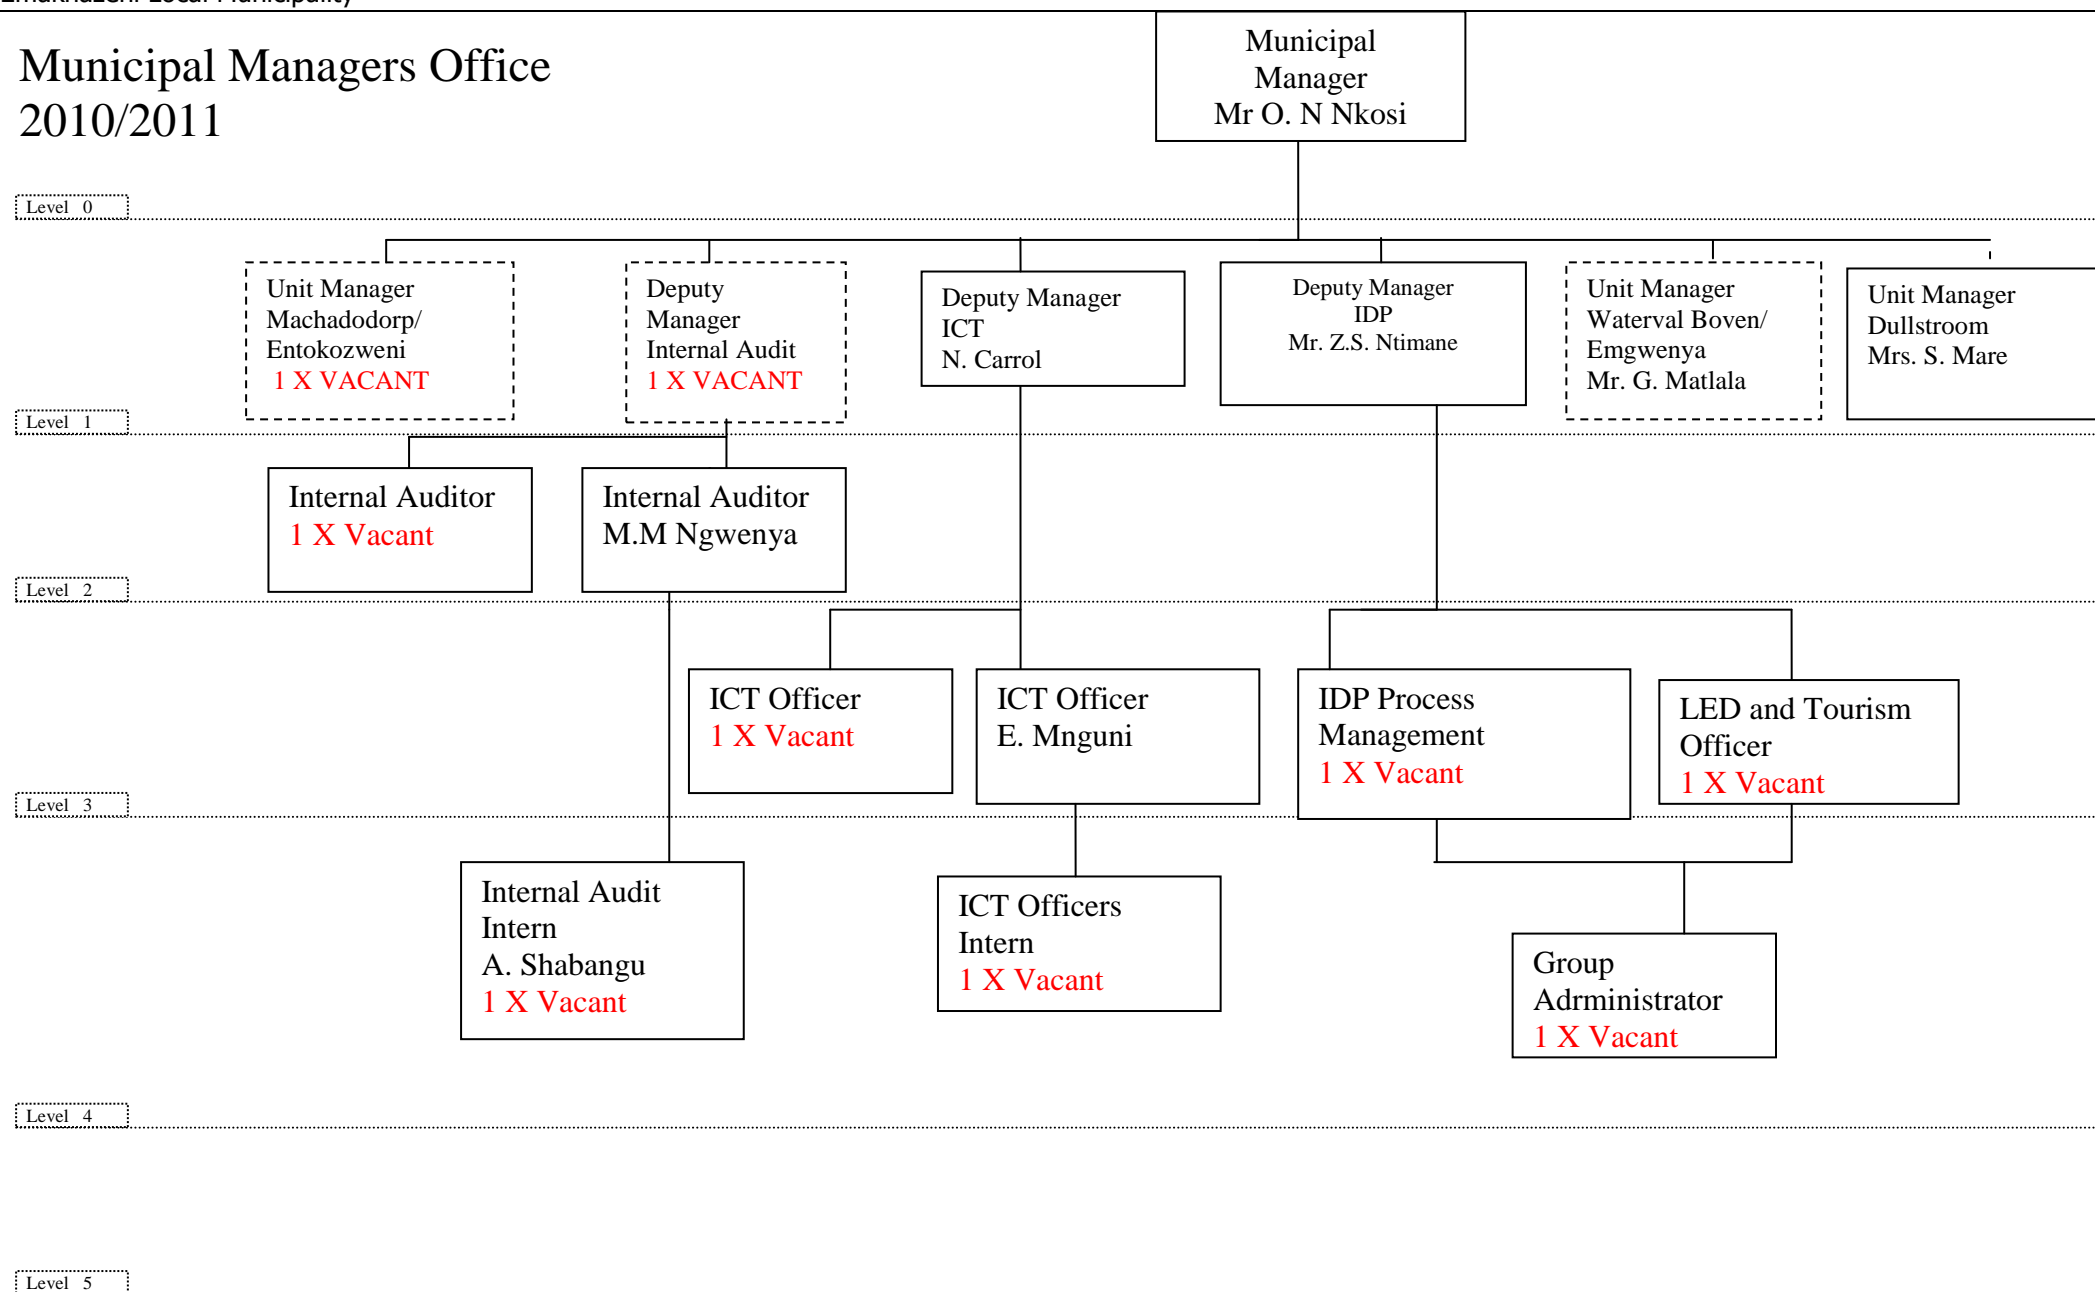 Municipal Managers Office
2010/2011
Municipal
Manager
Mr O. N Nkosi
Level 0
Unit Manager
Machadodorp/
Entokozweni
1 X VACANT
Deputy
Manager
Internal Audit
1 X VACANT
Deputy Manager
ICT
N. Carrol
Deputy Manager
IDP
Mr. Z.S. Ntimane
Unit Manager
Waterval Boven/
Emgwenya
Mr. G. Matlala
Unit Manager
Dullstroom
Mrs. S. Mare
Level 1
Internal Auditor
1 X Vacant
Internal Auditor
M.M Ngwenya
Level 2
ICT Officer
1 X Vacant
ICT Officer
E. Mnguni
IDP Process
Management
1 X Vacant
LED and Tourism
Officer
1 X Vacant
Level 3
Internal Audit
Intern
A. Shabangu
1 X Vacant
ICT Officers
Intern
1 X Vacant
Group
Adrministrator
1 X Vacant
Level 4
Level 5